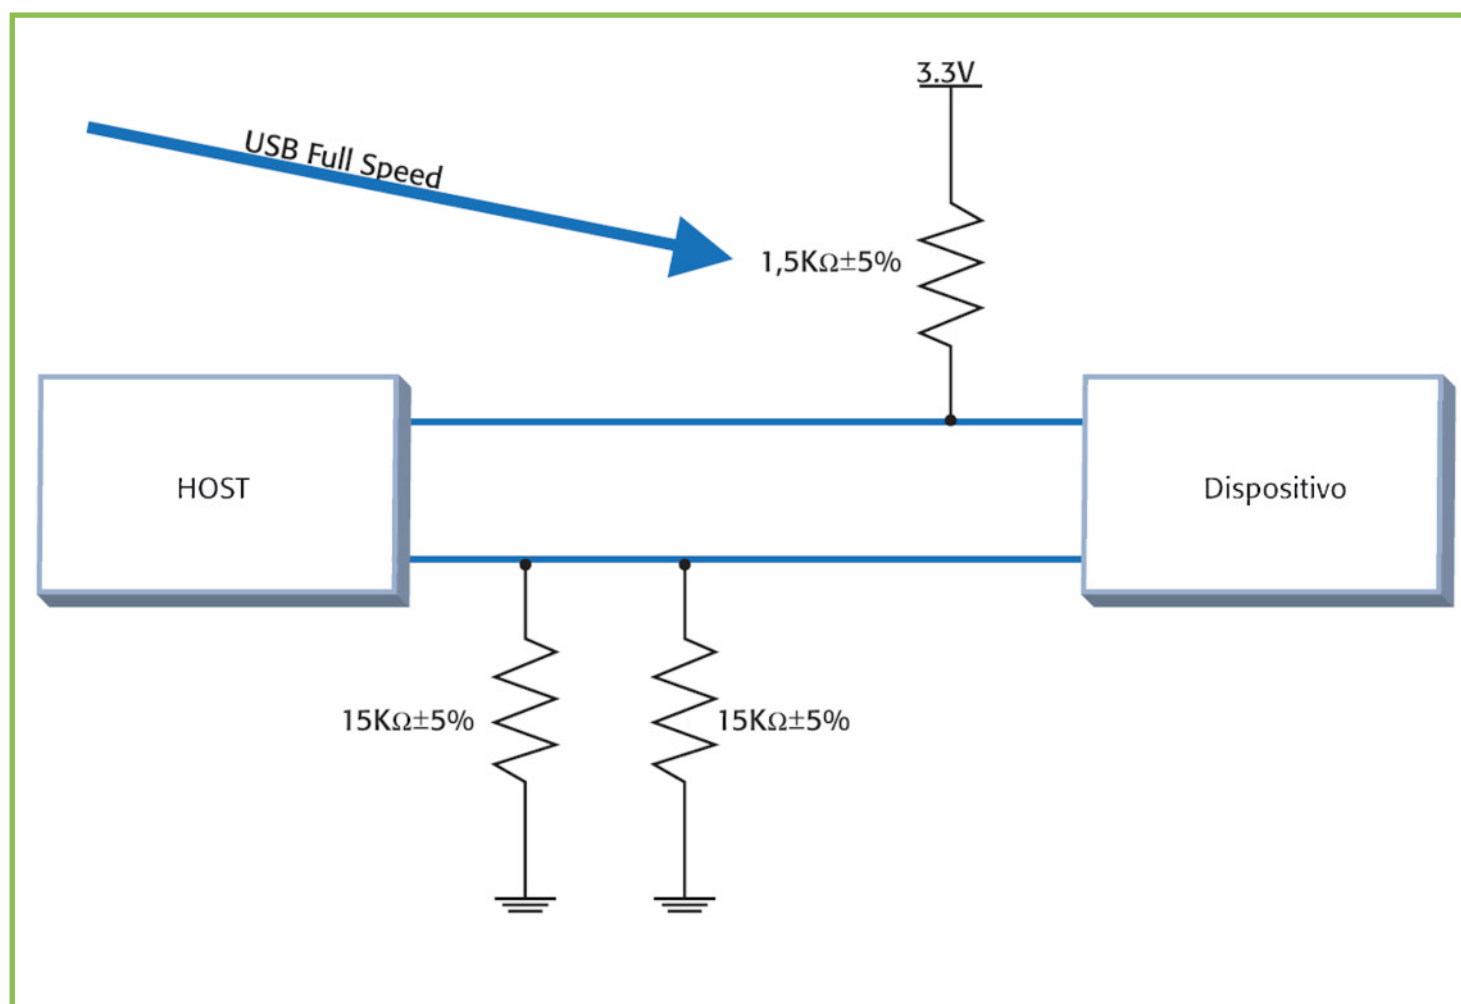 3.3V
USB Full Speed
1,5KΩ±5%
HOST
Dispositivo
15KΩ±5%
15KΩ±5%